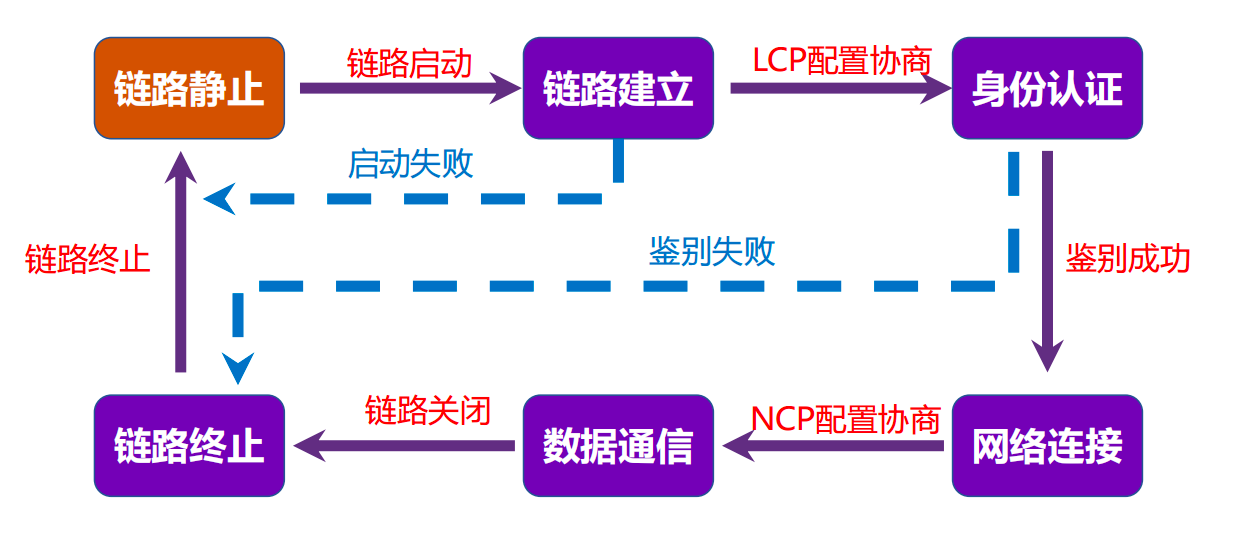 链路静止
链路启动
链路建立
LCP配置协商
身份认证
启动失败
鉴别失败
链路终止
鉴别成功
链路终止
链路关闭
数据通信
NCP配置协商
网络连接